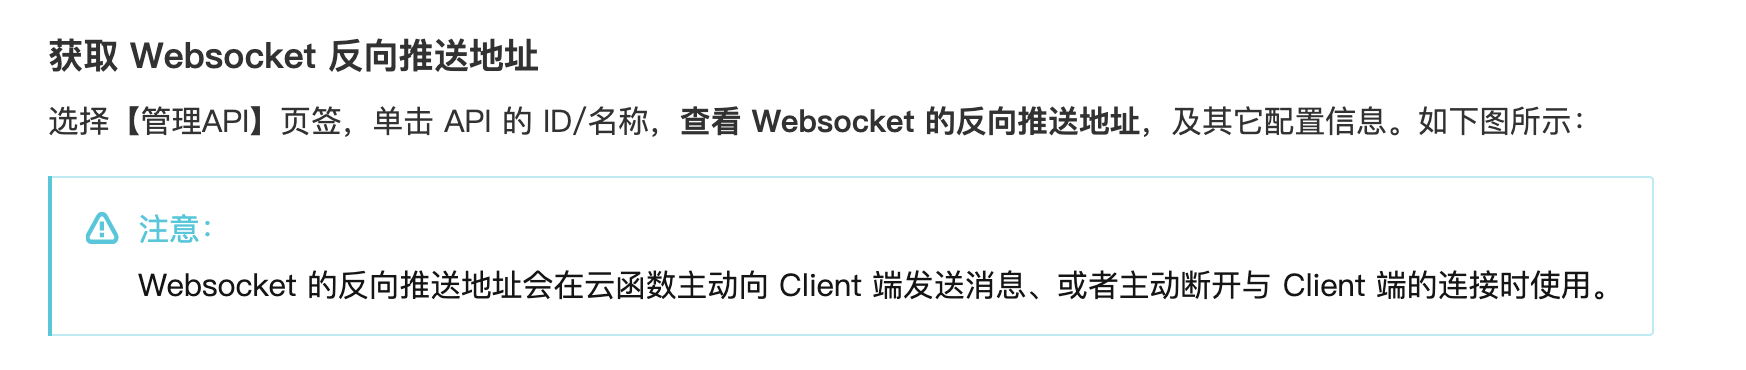 获取 Websocket 反向推送地址
选择【管理API】页签，单击 API 的 ID/名称，查看 Websocket 的反向推送地址，及其它配置信息。如下图所示：
注意：
Websocket 的反向推送地址会在云函数主动向 Client 端发送消息、或者主动断开与 Client 端的连接时使用。